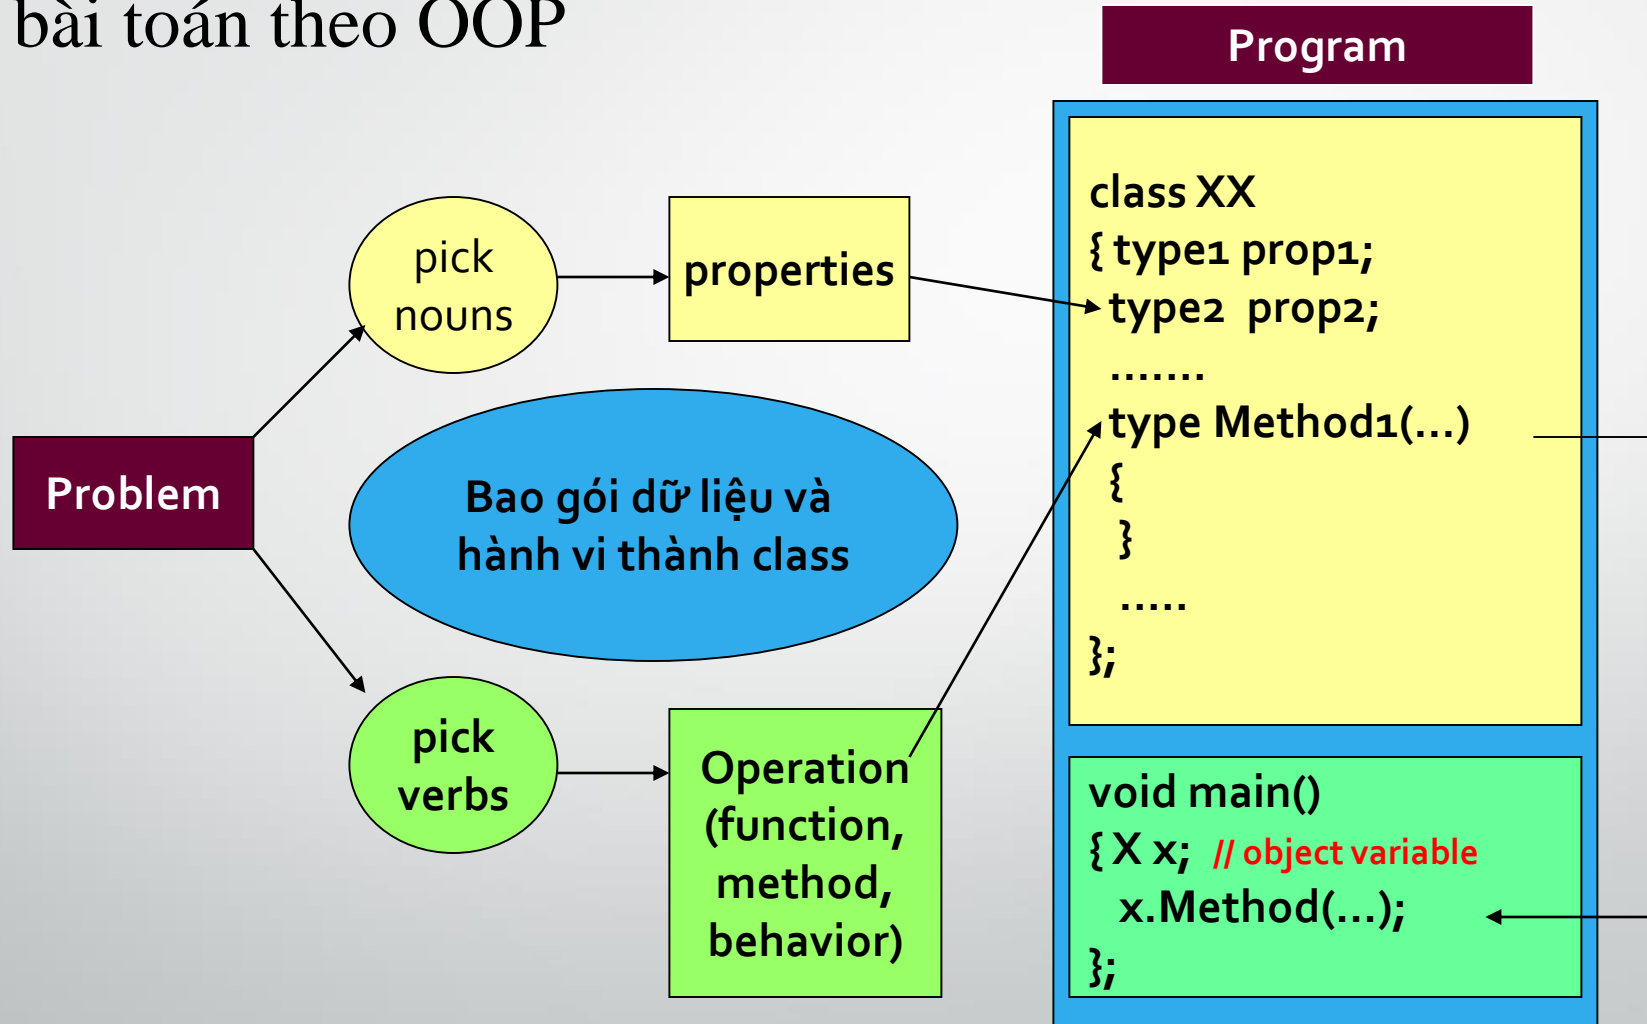 bài toán theo OOP
Program
pick
nouns
properties
Problem
Bao gói dữ liệu và
hành vi thành class
pick
verbs
Operation
(function,
method,
behavior)
class XX
{ type1 prop1;
type2 prop2;
.......
type Method1(...)
{
}
.....
};
void main()
{ X x; // object variable
x.Method(...);
};